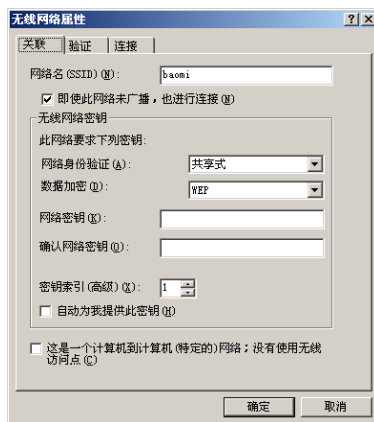 无线网络属性
关联 验证 连接
网络名(SSID)(N): baomi
即使此网络未广播，也进行连接(N)
无线网络密钥
此网络要求下列密钥:
网络身份验证(A): 共享式
数据加密(D): WEP
网络密钥(K):
确认网络密钥(O):
密钥索引(高级)(X): 1
自动为我提供此密钥(H)
这是一个计算机到计算机(特定的)网络；没有使用无线
访问点(C)
确定 取消